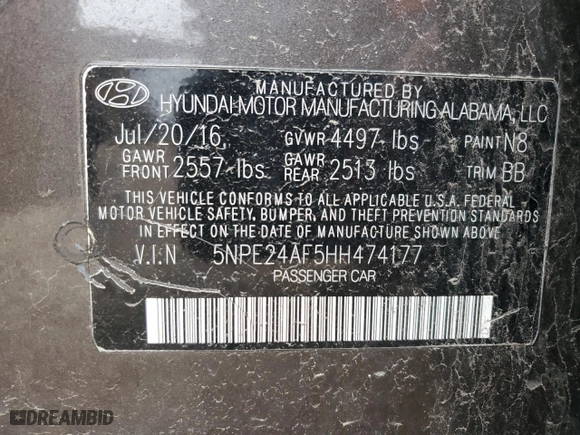 MANUFACTURED BY
HYUNDAI MOTOR MANUFACTURING ALABAMA, LLC
Jul/20/16, GVWR 4497 lbs PAINT N8
GAWR FRONT 2557 lbs GAWR REAR 2513 lbs TRIM BB
THIS VEHICLE CONFORMS TO ALL APPLICABLE U.S.A. FEDERAL
MOTOR VEHICLE SAFETY, BUMPER, AND THEFT PREVENTION STANDARDS
IN EFFECT ON THE DATE OF MANUFACTURE SHOWN ABOVE.
V.I.N 5NPE24AF5HH474177
PASSENGER CAR
DREAMBID